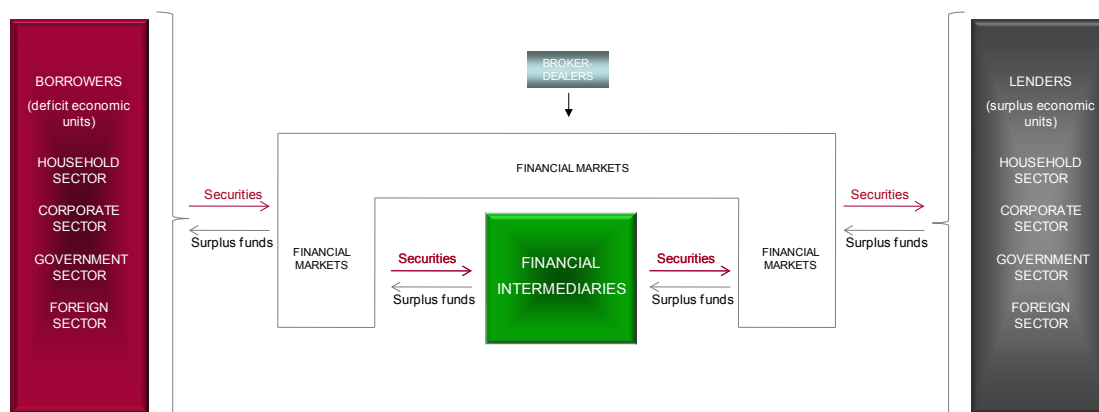 BROKER-
DEALERS
BORROWERS
(deficit economic
units)
HOUSEHOLD
SECTOR
CORPORATE
SECTOR
GOVERNMENT
SECTOR
FOREIGN
SECTOR
Securities
Surplus funds
FINANCIAL MARKETS
FINANCIAL
MARKETS
Securities
Surplus funds
FINANCIAL
INTERMEDIARIES
Securities
Surplus funds
FINANCIAL
MARKETS
Securities
Surplus funds
LENDERS
(surplus economic
units)
HOUSEHOLD
SECTOR
CORPORATE
SECTOR
GOVERNMENT
SECTOR
FOREIGN
SECTOR